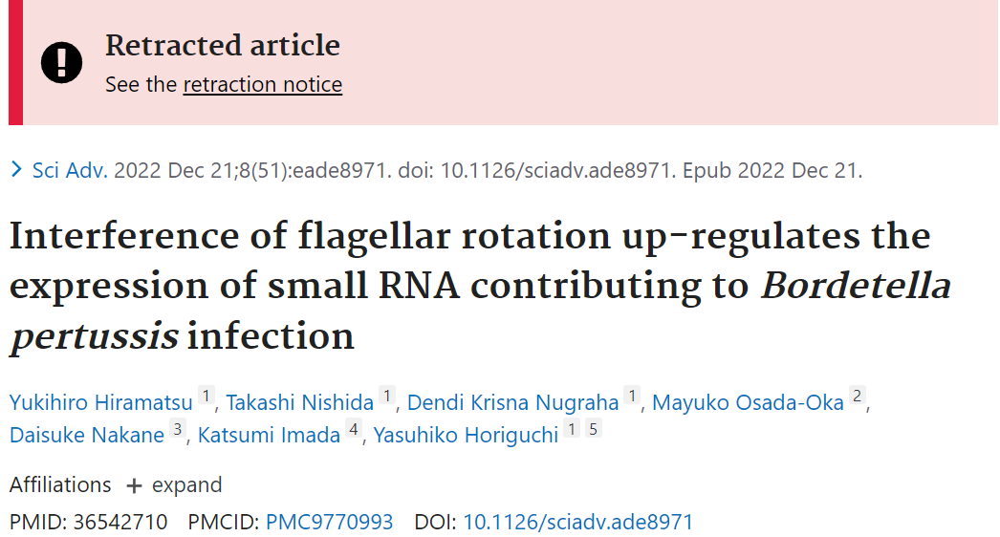 Retracted article
See the retraction notice
Sci Adv. 2022 Dec 21;8(51):eade8971. doi: 10.1126/sciadv.ade8971. Epub 2022 Dec 21.
Interference of flagellar rotation up-regulates the
expression of small RNA contributing to Bordetella
pertussis infection
Yukihiro Hiramatsu 1, Takashi Nishida 1, Dendi Krisna Nugraha 1, Mayuko Osada-Oka 2,
Daisuke Nakane 3, Katsumi Imada 4, Yasuhiko Horiguchi 1 5
Affiliations + expand
PMID: 36542710 PMCID: PMC9770993 DOI: 10.1126/sciadv.ade8971